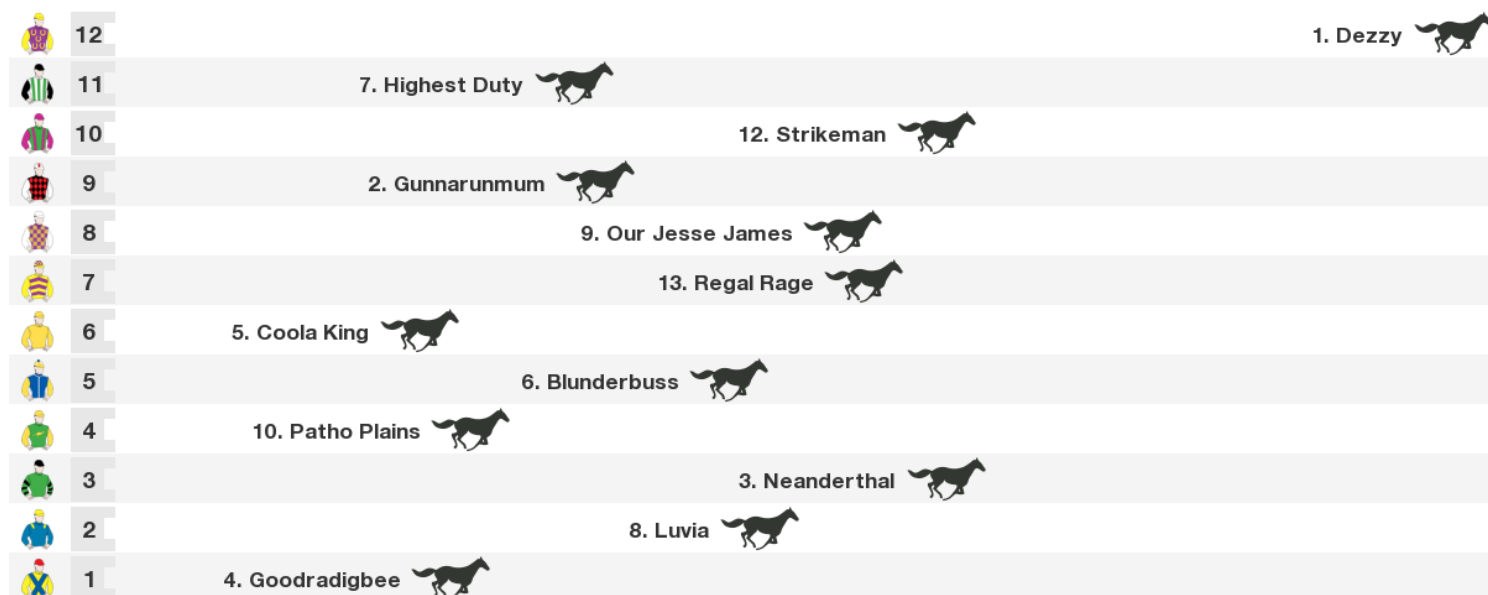 12 1. Dezzy
11 7. Highest Duty
10 12. Strikeman
9 2. Gunnarunmum
8 9. Our Jesse James
7 13. Regal Rage
6 5. Coola King
5 6. Blunderbuss
4 10. Patho Plains
3 3. Neanderthal
2 8. Luvia
1 4. Goodradigbee